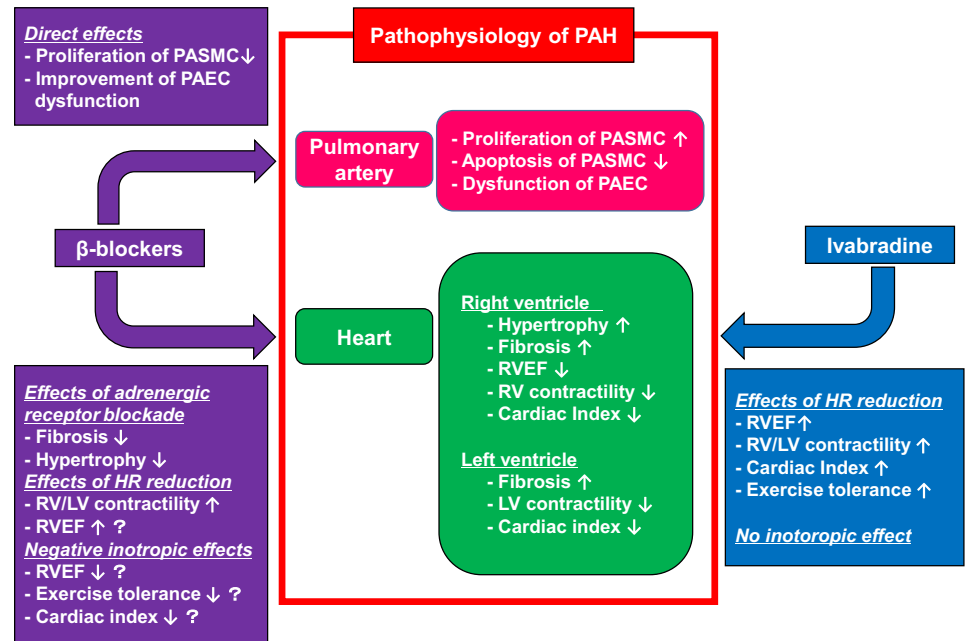 Direct effects
- Proliferation of PASMC↓
- Improvement of PAEC
dysfunction
Pathophysiology of PAH
Pulmonary
artery
- Proliferation of PASMC ↑
- Apoptosis of PASMC ↓
- Dysfunction of PAEC
β-blockers
Ivabradine
Heart
Right ventricle
- Hypertrophy ↑
- Fibrosis ↑
- RVEF ↓
- RV contractility ↓
- Cardiac Index ↓
Left ventricle
- Fibrosis ↑
- LV contractility ↓
- Cardiac index ↓
Effects of adrenergic
receptor blockade
- Fibrosis ↓
- Hypertrophy ↓
Effects of HR reduction
- RV/LV contractility ↑
- RVEF ↑ ?
Negative inotropic effects
- RVEF ↓ ?
- Exercise tolerance ↓ ?
- Cardiac index ↓ ?
Effects of HR reduction
- RVEF↑
- RV/LV contractility ↑
- Cardiac Index ↑
- Exercise tolerance ↑
No inotoropic effect